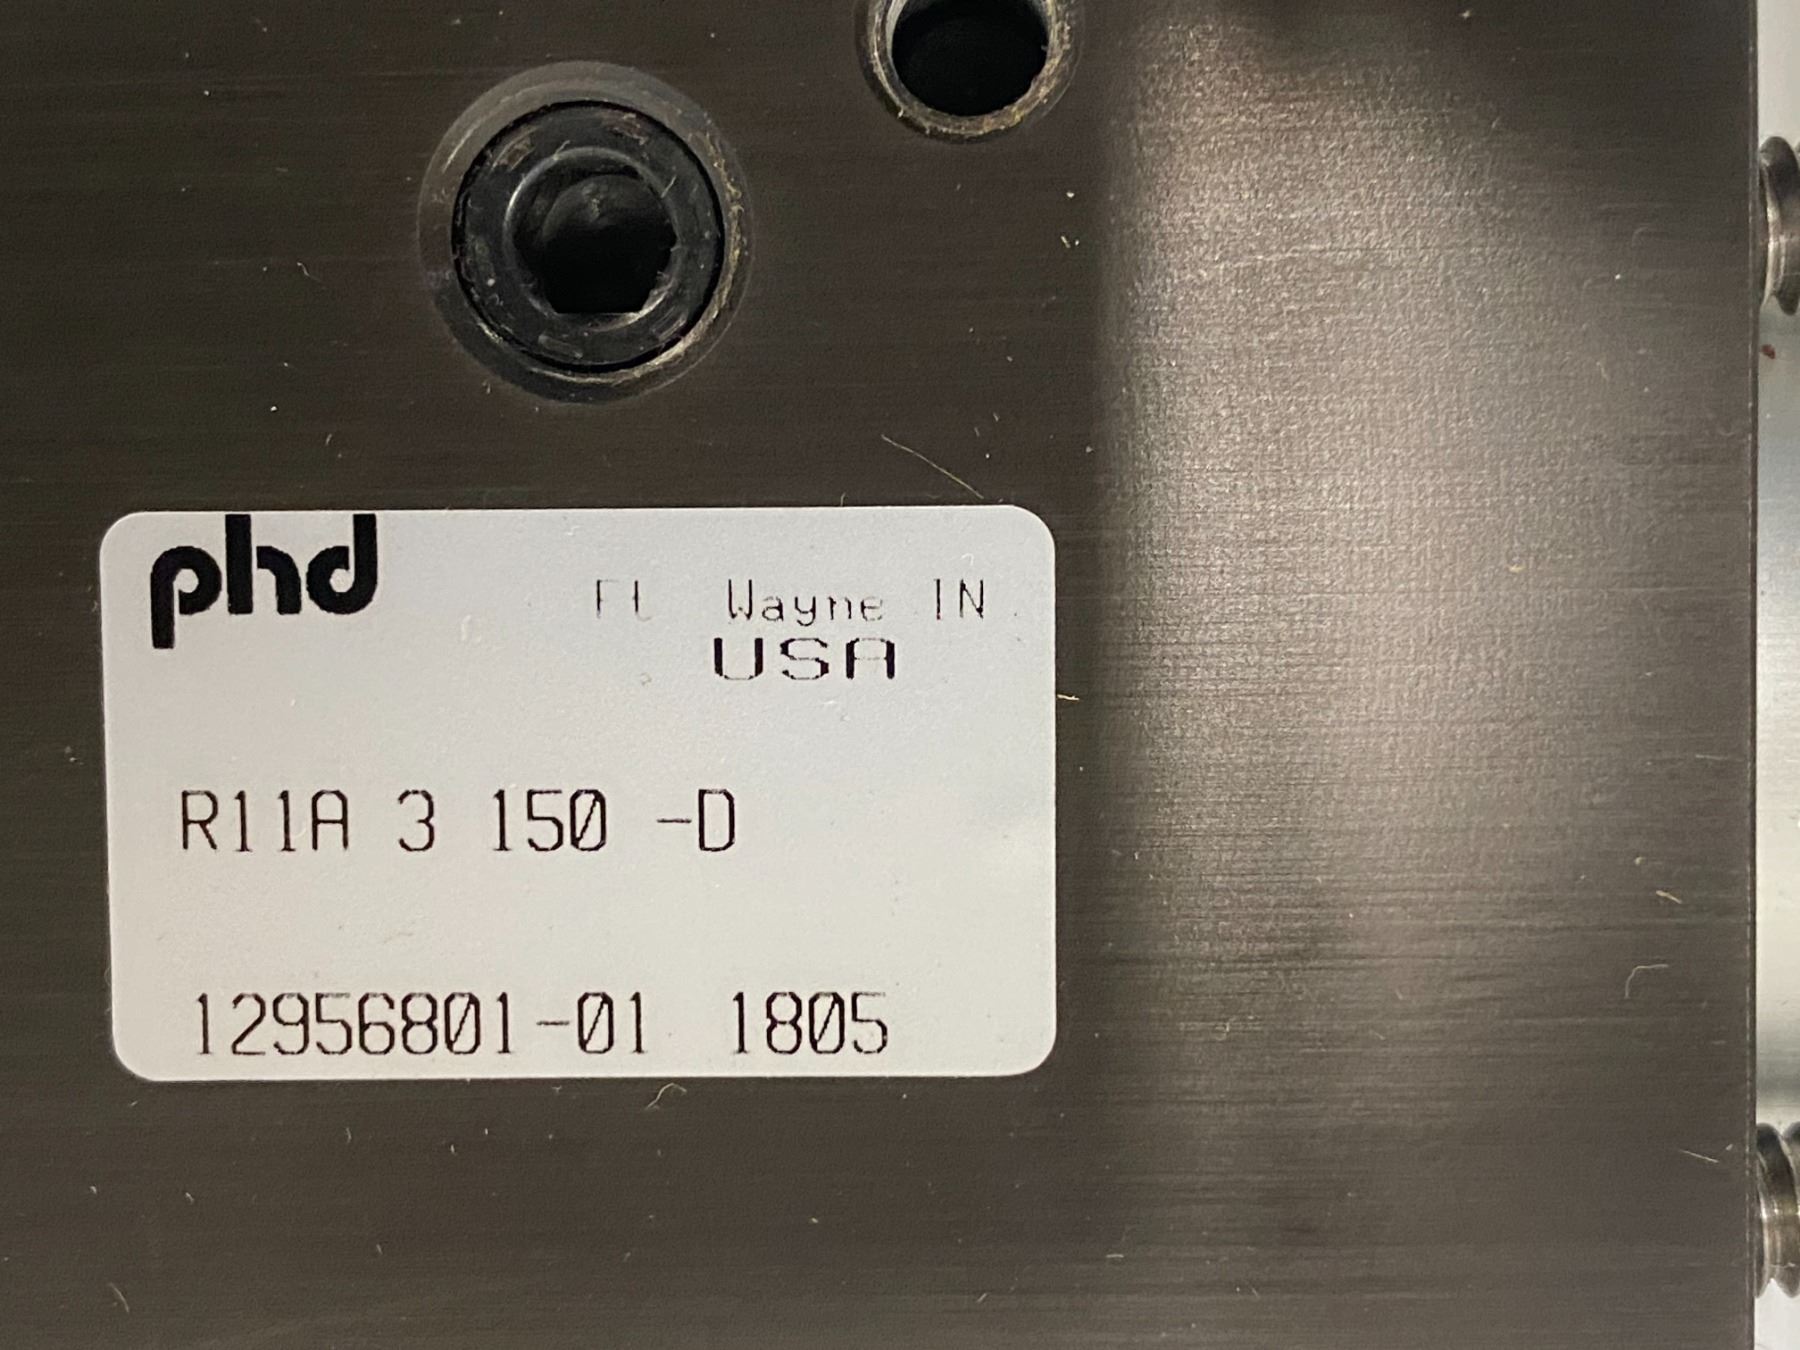 phd
Ft Wayne IN
USA
R11A 3 150 -D
12956801-01 1805